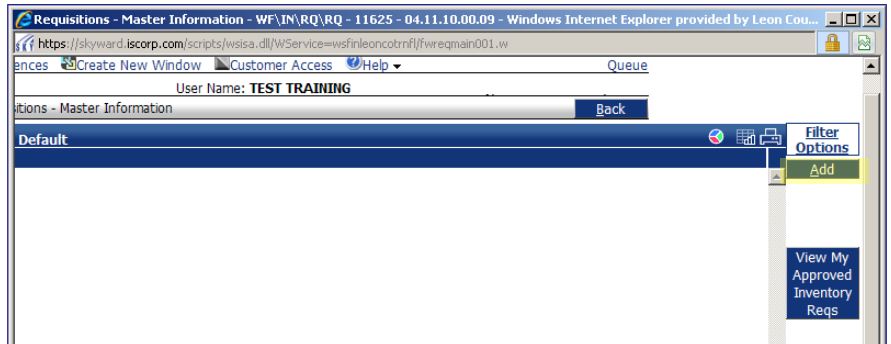 Requisitions - Master Information - WF\IN\RQ\RQ - 11625 - 04.11.10.00.09 - Windows Internet Explorer provided by Leon Cou...
https://skyward.iscorp.com/scripts/wsisa.dll/WService=wsfinleoncotrnfl/fwreqmain001.w
ences Create New Window Customer Access Help Queue
User Name: TEST TRAINING
itions - Master Information Back
Default
Filter
Options
Add
View My
Approved
Inventory
Reqs